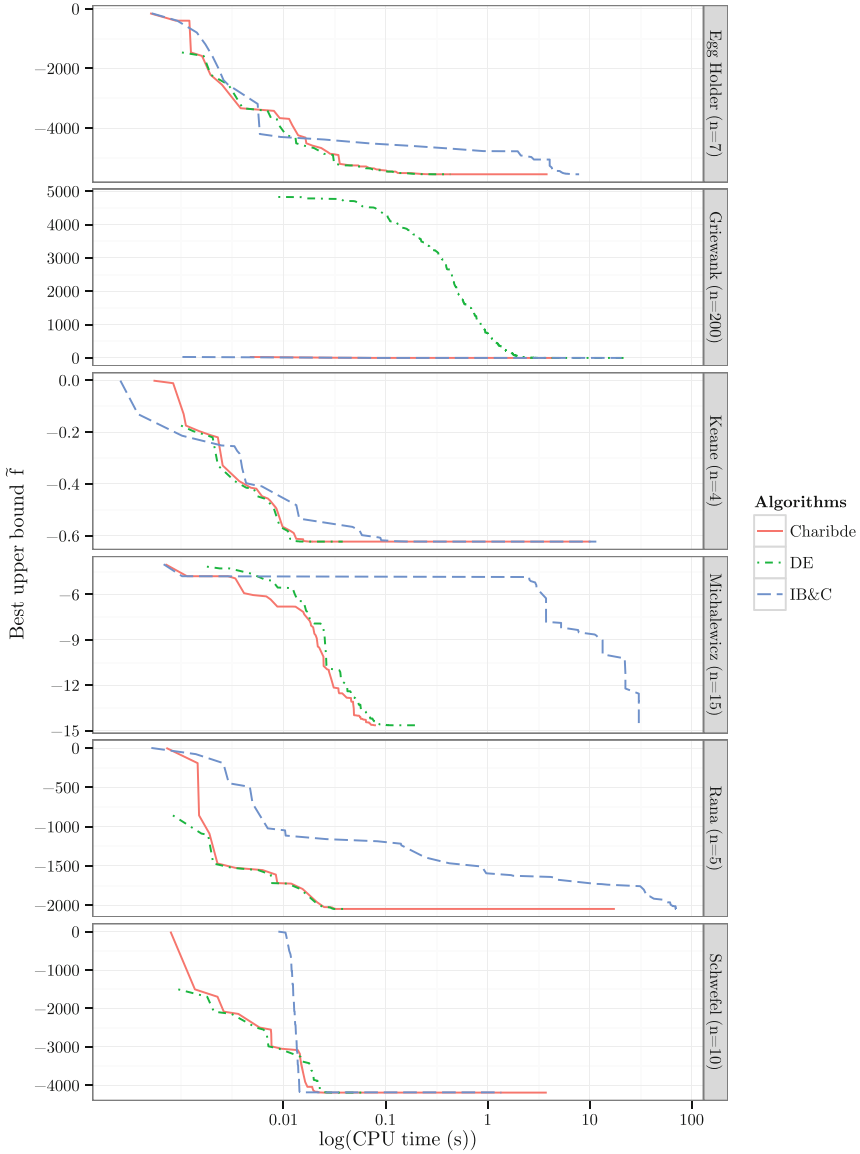 Best upper bound f̃
0
−2000
−4000
Egg Holder (n=7)
5000
4000
3000
2000
1000
0
Griewank (n=200)
0.0
−0.2
−0.4
−0.6
Keane (n=4)
−6
−9
−12
−15
Michalewicz (n=15)
0
−500
−1000
−1500
−2000
Rana (n=5)
0
−1000
−2000
−3000
−4000
Schwefel (n=10)
0.01 0.1 1 10 100
log(CPU time (s))
Algorithms
Charibde
DE
IB&C